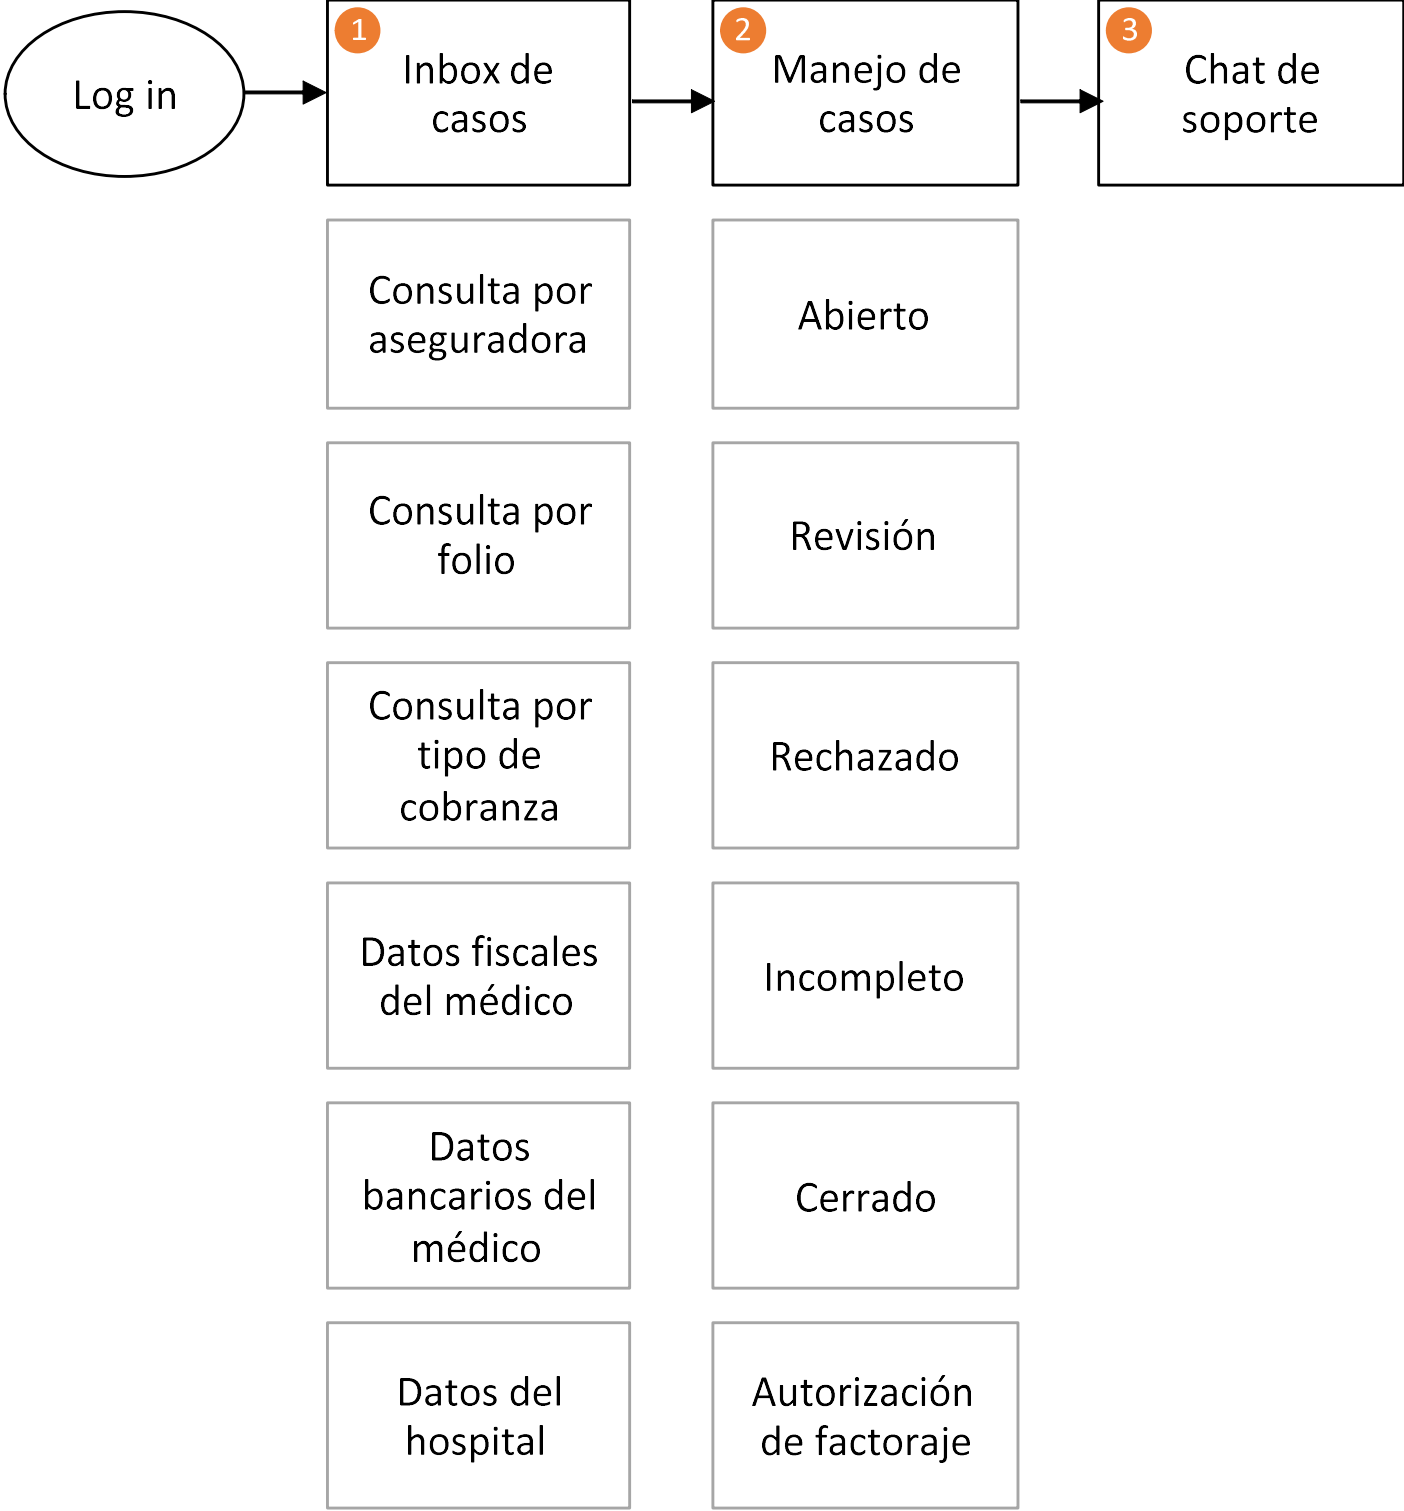 Log in
1
Inbox de
casos
2
Manejo de
casos
3
Chat de
soporte
Consulta por
aseguradora
Abierto
Consulta por
folio
Revisión
Consulta por
tipo de
cobranza
Rechazado
Datos fiscales
del médico
Incompleto
Datos
bancarios del
médico
Cerrado
Datos del
hospital
Autorización
de factoraje